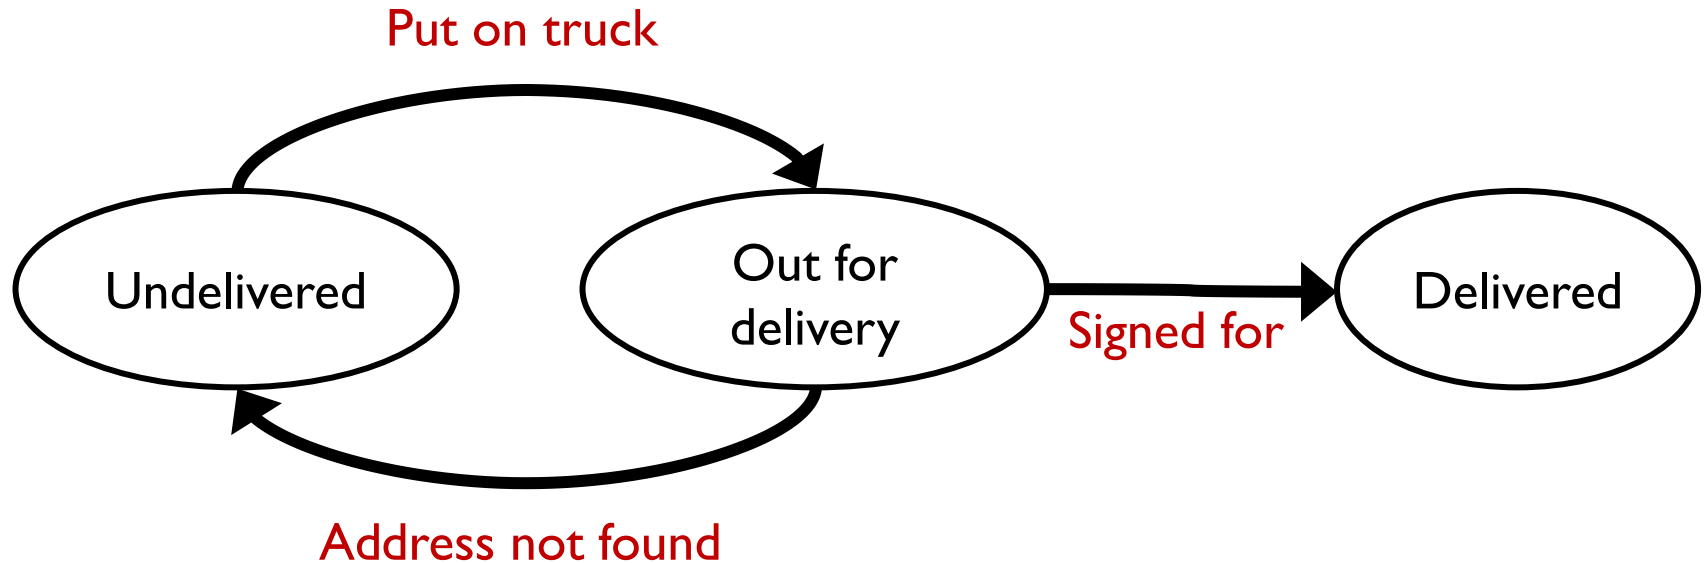 Put on truck
Undelivered
Out for
delivery
Signed for
Delivered
Address not found